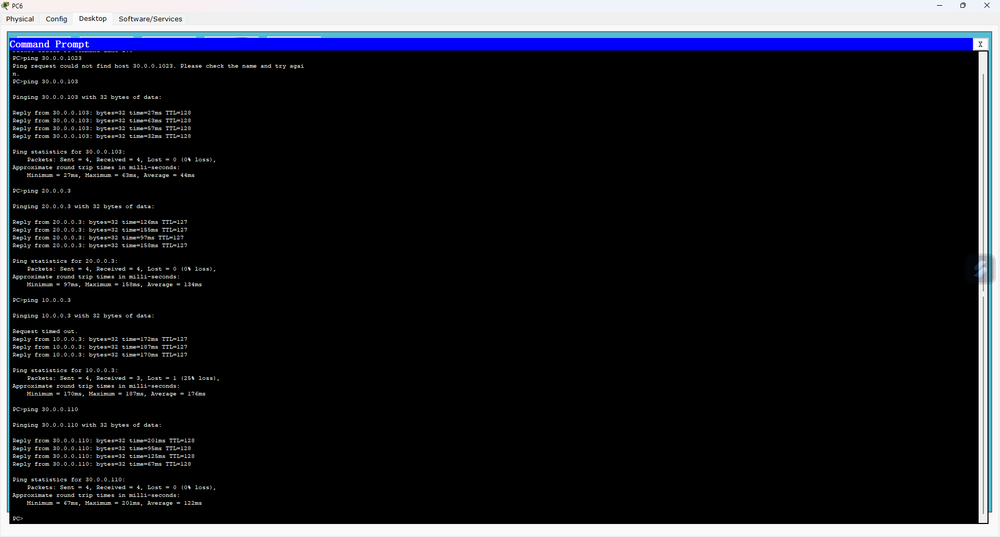 PC6
Physical Config Desktop Software/Services
Command Prompt
X
PC>ping 30.0.0.1023
Ping request could not find host 30.0.0.1023. Please check the name and try agai
n.
PC>ping 30.0.0.103
Pinging 30.0.0.103 with 32 bytes of data:
Reply from 30.0.0.103: bytes=32 time=27ms TTL=128
Reply from 30.0.0.103: bytes=32 time=63ms TTL=128
Reply from 30.0.0.103: bytes=32 time=57ms TTL=128
Reply from 30.0.0.103: bytes=32 time=32ms TTL=128
Ping statistics for 30.0.0.103:
Packets: Sent = 4, Received = 4, Lost = 0 (0% loss),
Approximate round trip times in milli-seconds:
Minimum = 27ms, Maximum = 63ms, Average = 44ms
PC>ping 20.0.0.3
Pinging 20.0.0.3 with 32 bytes of data:
Reply from 20.0.0.3: bytes=32 time=126ms TTL=127
Reply from 20.0.0.3: bytes=32 time=155ms TTL=127
Reply from 20.0.0.3: bytes=32 time=97ms TTL=127
Reply from 20.0.0.3: bytes=32 time=158ms TTL=127
Ping statistics for 20.0.0.3:
Packets: Sent = 4, Received = 4, Lost = 0 (0% loss),
Approximate round trip times in milli-seconds:
Minimum = 97ms, Maximum = 158ms, Average = 134ms
PC>ping 10.0.0.3
Pinging 10.0.0.3 with 32 bytes of data:
Request timed out.
Reply from 10.0.0.3: bytes=32 time=172ms TTL=127
Reply from 10.0.0.3: bytes=32 time=187ms TTL=127
Reply from 10.0.0.3: bytes=32 time=170ms TTL=127
Ping statistics for 10.0.0.3:
Packets: Sent = 4, Received = 3, Lost = 1 (25% loss),
Approximate round trip times in milli-seconds:
Minimum = 170ms, Maximum = 187ms, Average = 176ms
PC>ping 30.0.0.110
Pinging 30.0.0.110 with 32 bytes of data:
Reply from 30.0.0.110: bytes=32 time=201ms TTL=128
Reply from 30.0.0.110: bytes=32 time=95ms TTL=128
Reply from 30.0.0.110: bytes=32 time=125ms TTL=128
Reply from 30.0.0.110: bytes=32 time=67ms TTL=128
Ping statistics for 30.0.0.110:
Packets: Sent = 4, Received = 4, Lost = 0 (0% loss),
Approximate round trip times in milli-seconds:
Minimum = 67ms, Maximum = 201ms, Average = 122ms
PC>